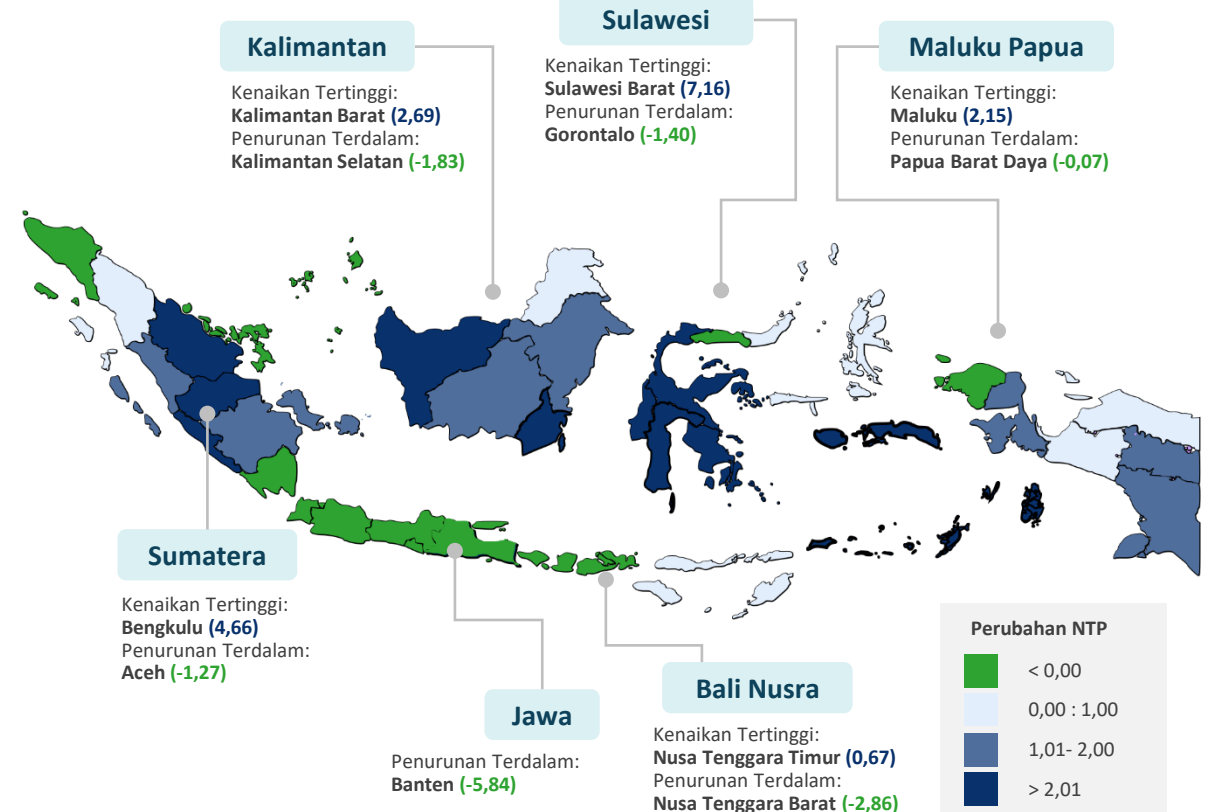 Kalimantan
Kenaikan Tertinggi:
Kalimantan Barat (2,69)
Penurunan Terdalam:
Kalimantan Selatan (-1,83)
Sulawesi
Kenaikan Tertinggi:
Sulawesi Barat (7,16)
Penurunan Terdalam:
Gorontalo (-1,40)
Maluku Papua
Kenaikan Tertinggi:
Maluku (2,15)
Penurunan Terdalam:
Papua Barat Daya (-0,07)
Sumatera
Kenaikan Tertinggi:
Bengkulu (4,66)
Penurunan Terdalam:
Aceh (-1,27)
Jawa
Penurunan Terdalam:
Banten (-5,84)
Bali Nusra
Kenaikan Tertinggi:
Nusa Tenggara Timur (0,67)
Penurunan Terdalam:
Nusa Tenggara Barat (-2,86)
Perubahan NTP
< 0,00
0,00 : 1,00
1,01- 2,00
> 2,01